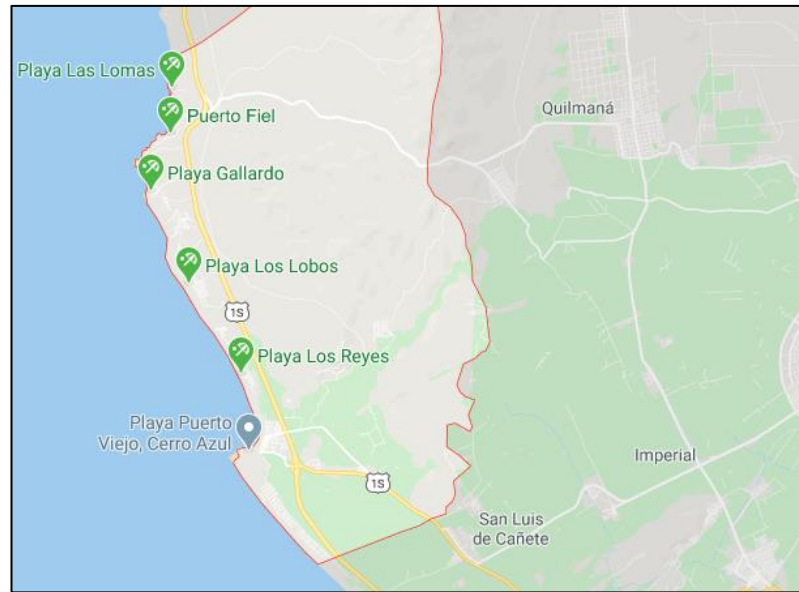 Playa Las Lomas
Puerto Fiel
Quilmaná
Playa Gallardo
Playa Los Lobos
1S
Playa Los Reyes
Playa Puerto
Viejo, Cerro Azul
Imperial
1S
San Luis
de Cañete